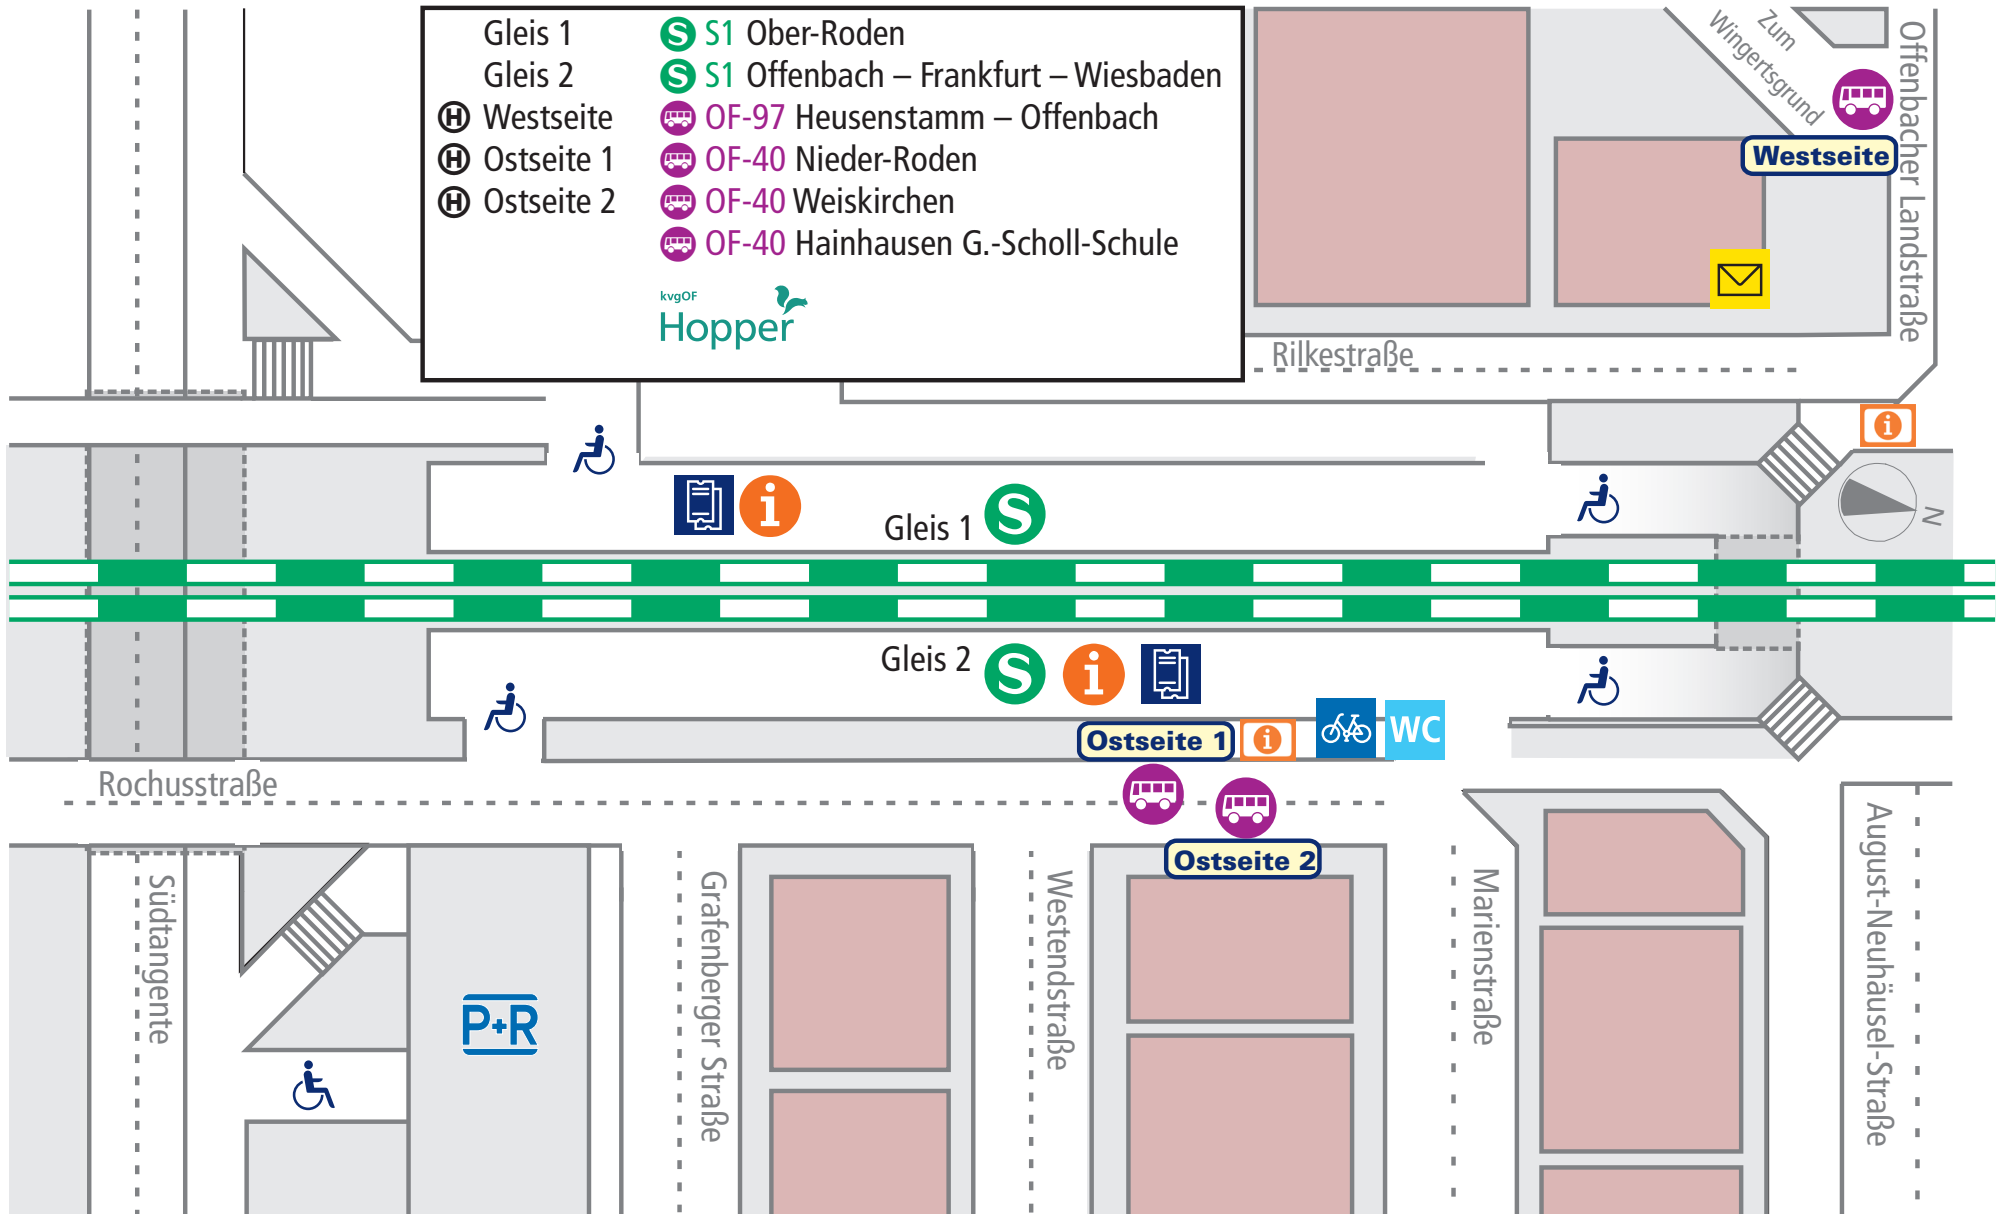 Gleis 1 S S1 Ober-Roden
Gleis 2 S S1 Offenbach – Frankfurt – Wiesbaden
H Westseite OF-97 Heusenstamm – Offenbach
H Ostseite 1 OF-40 Nieder-Roden
H Ostseite 2 OF-40 Weiskirchen
OF-40 Hainhausen G.-Scholl-Schule
kvgOF
Hopper
Zum
Wingertsgrund
Offenbacher Landstraße
Westseite
Rilkestraße
i
i
Gleis 1 S
N
Gleis 2 S i
Ostseite 1 i WC
Rochusstraße
Ostseite 2
Südtangente
P+R
Grafenberger Straße
Westendstraße
Marienstraße
August-Neuhäusel-Straße